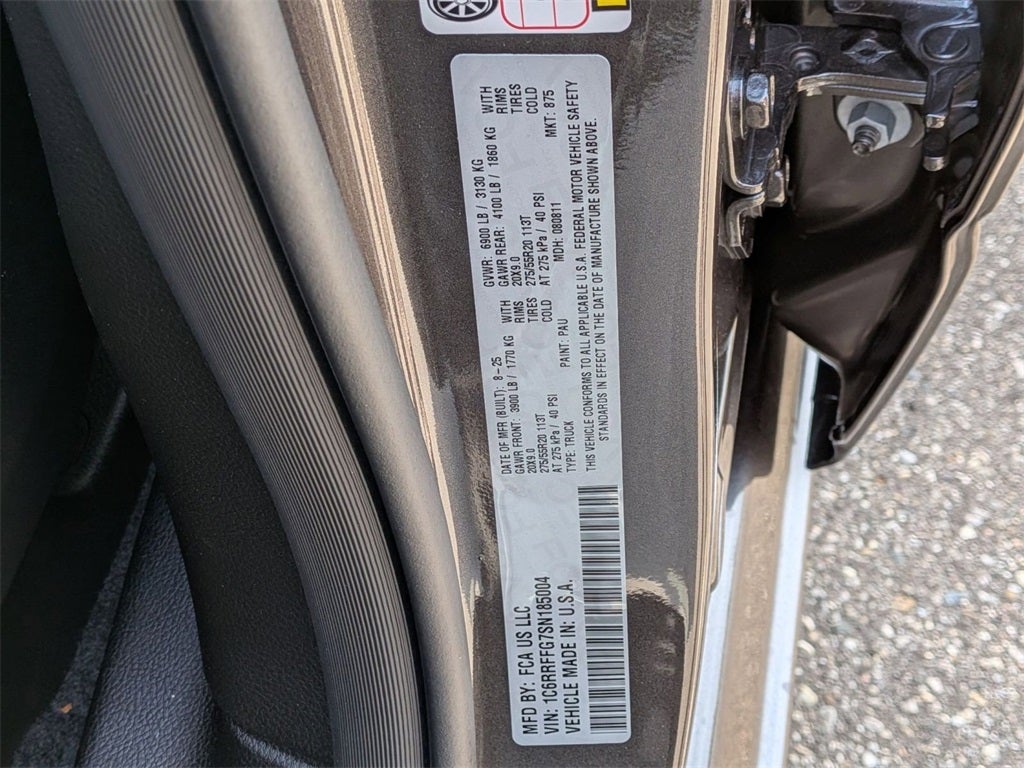 MFD BY: FCA US LLC
VIN: 1C6RRFFG7SN185004
VEHICLE MADE IN: U.S.A.
DATE OF MFR (BUILT): 8-25
GAWR FRONT: 3900 LB / 1770 KG WITH
20X9.0 RIMS
275/55R20 113T TIRES
AT 275 kPa / 40 PSI COLD
TYPE: TRUCK PAINT: PAU
GVWR: 6900 LB / 3130 KG
GAWR REAR: 4100 LB / 1860 KG WITH
20X9.0 RIMS
275/55R20 113T TIRES
AT 275 kPa / 40 PSI COLD
MDH: 080811 MKT: 875
THIS VEHICLE CONFORMS TO ALL APPLICABLE U.S.A. FEDERAL MOTOR VEHICLE SAFETY
STANDARDS IN EFFECT ON THE DATE OF MANUFACTURE SHOWN ABOVE.